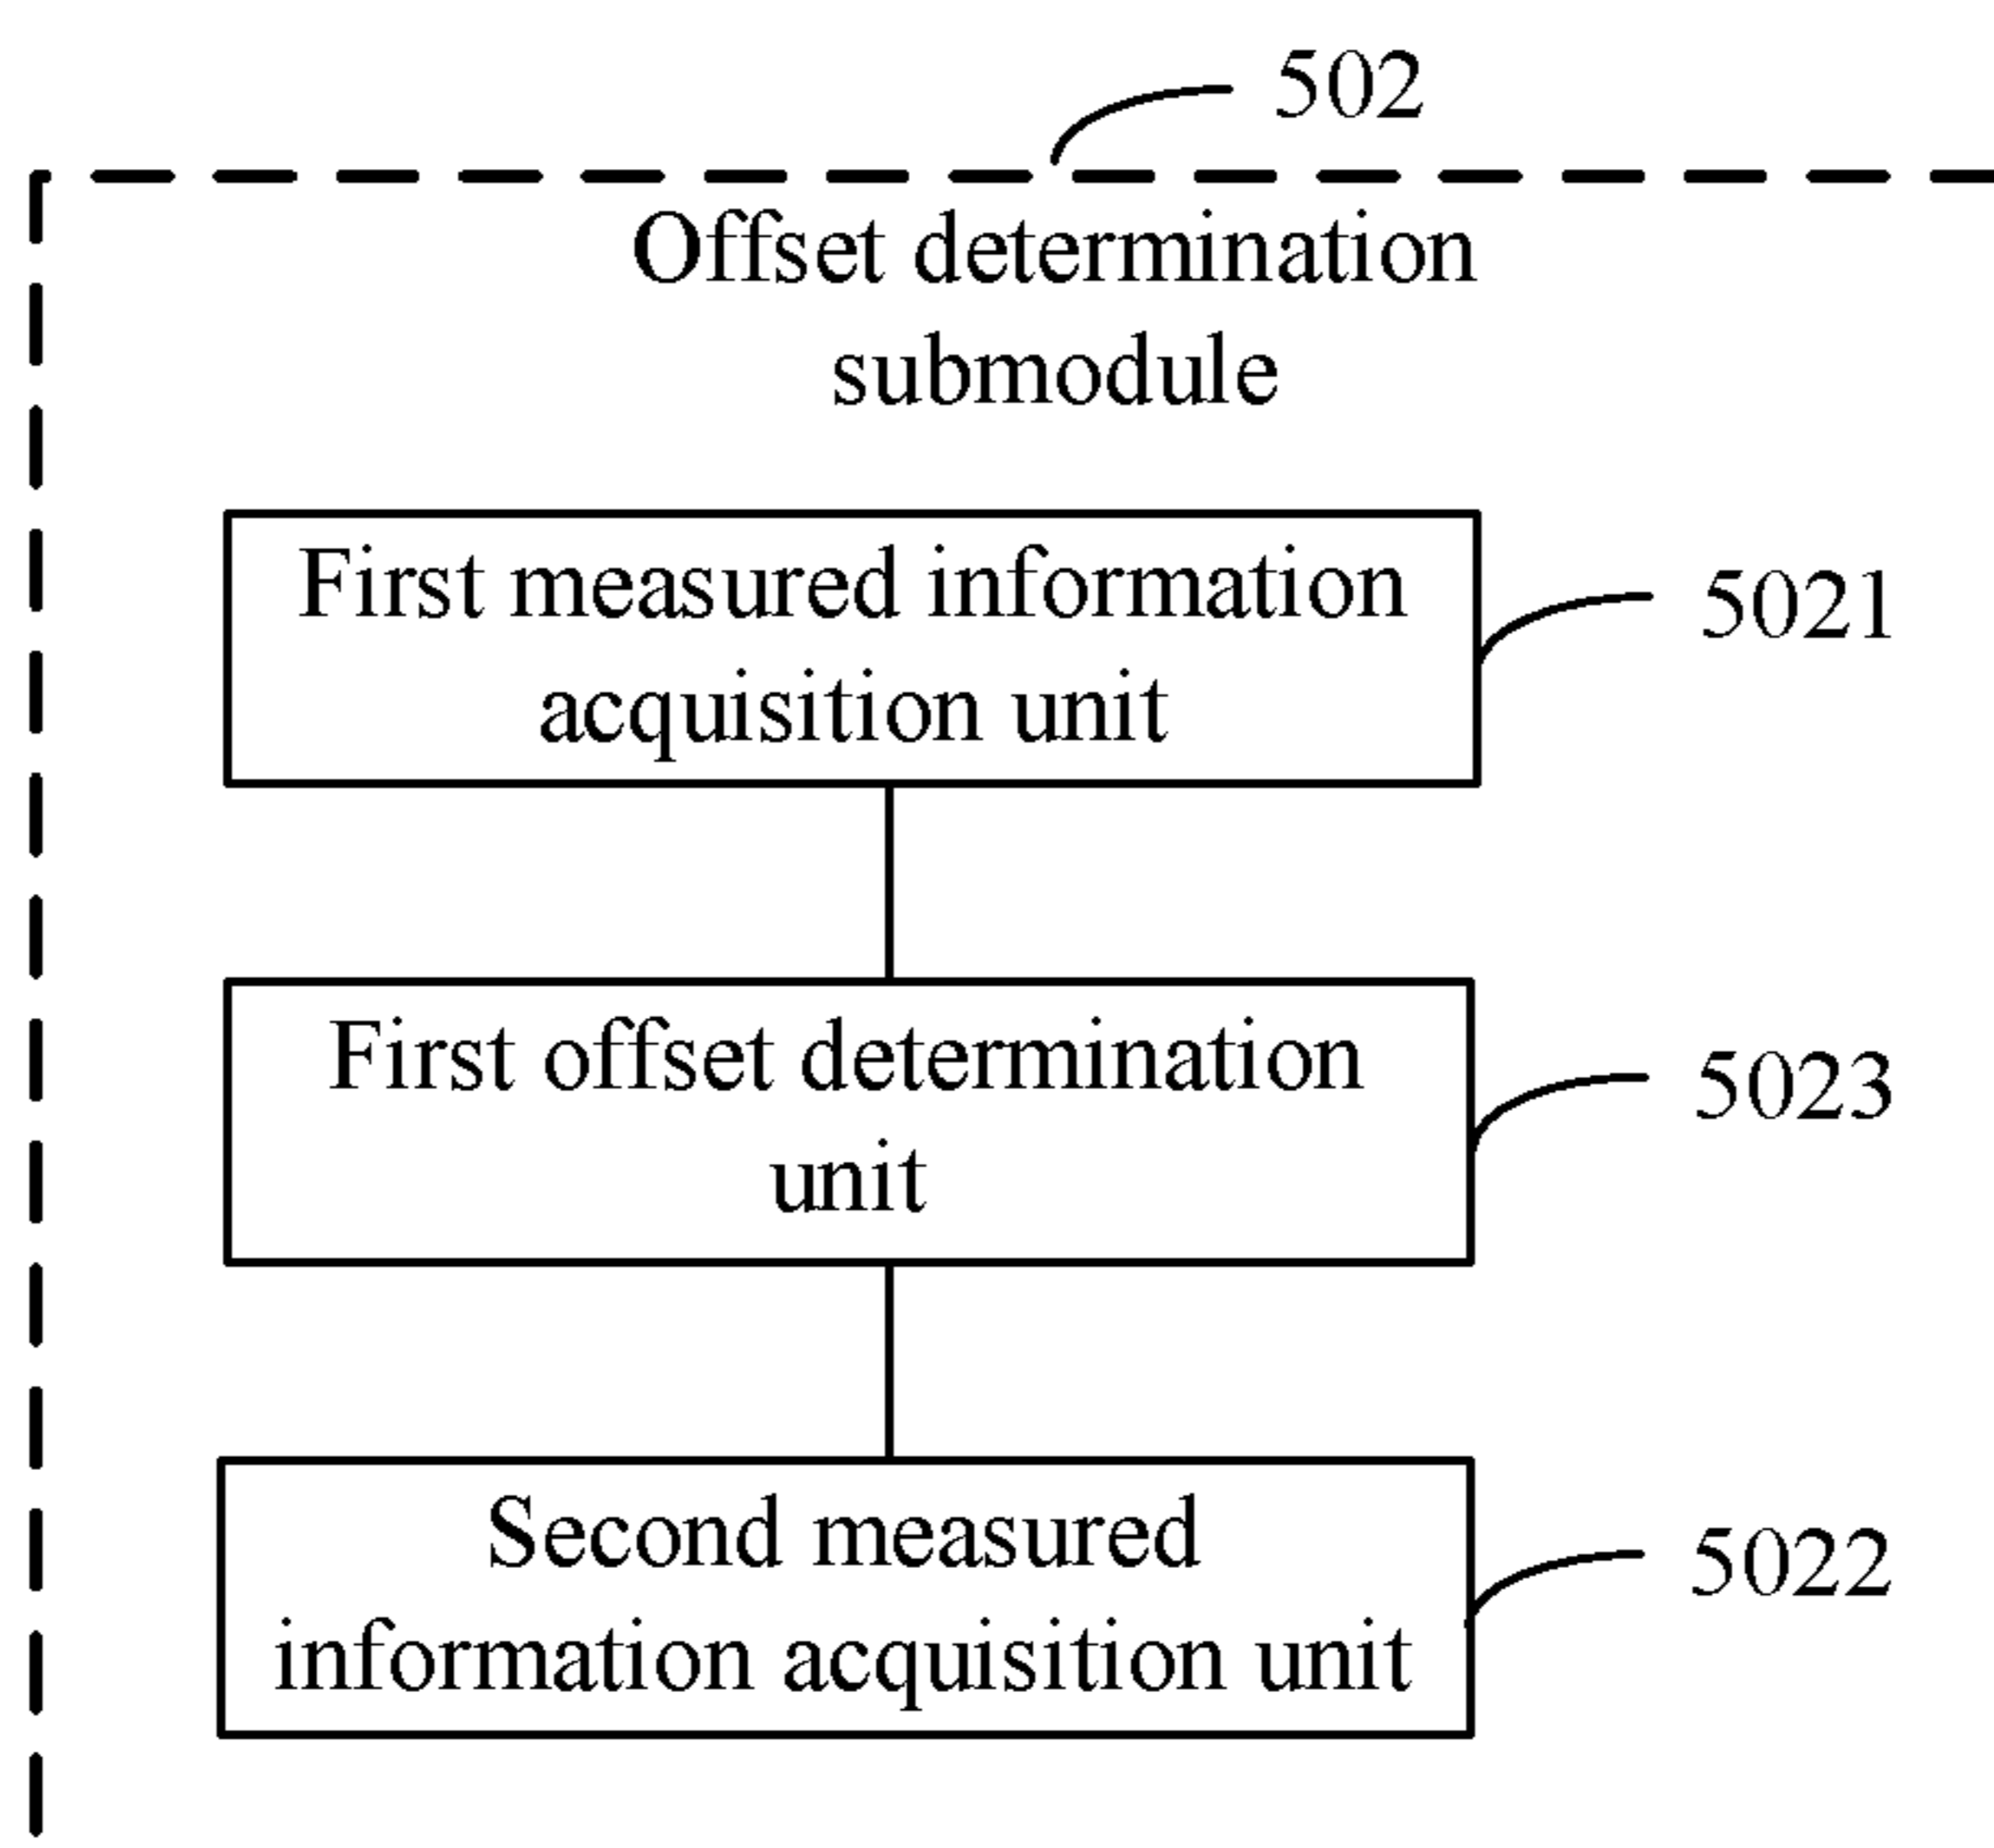 502
Offset determination
submodule
First measured information
acquisition unit
5021
First offset determination
unit
5023
Second measured
information acquisition unit
5022